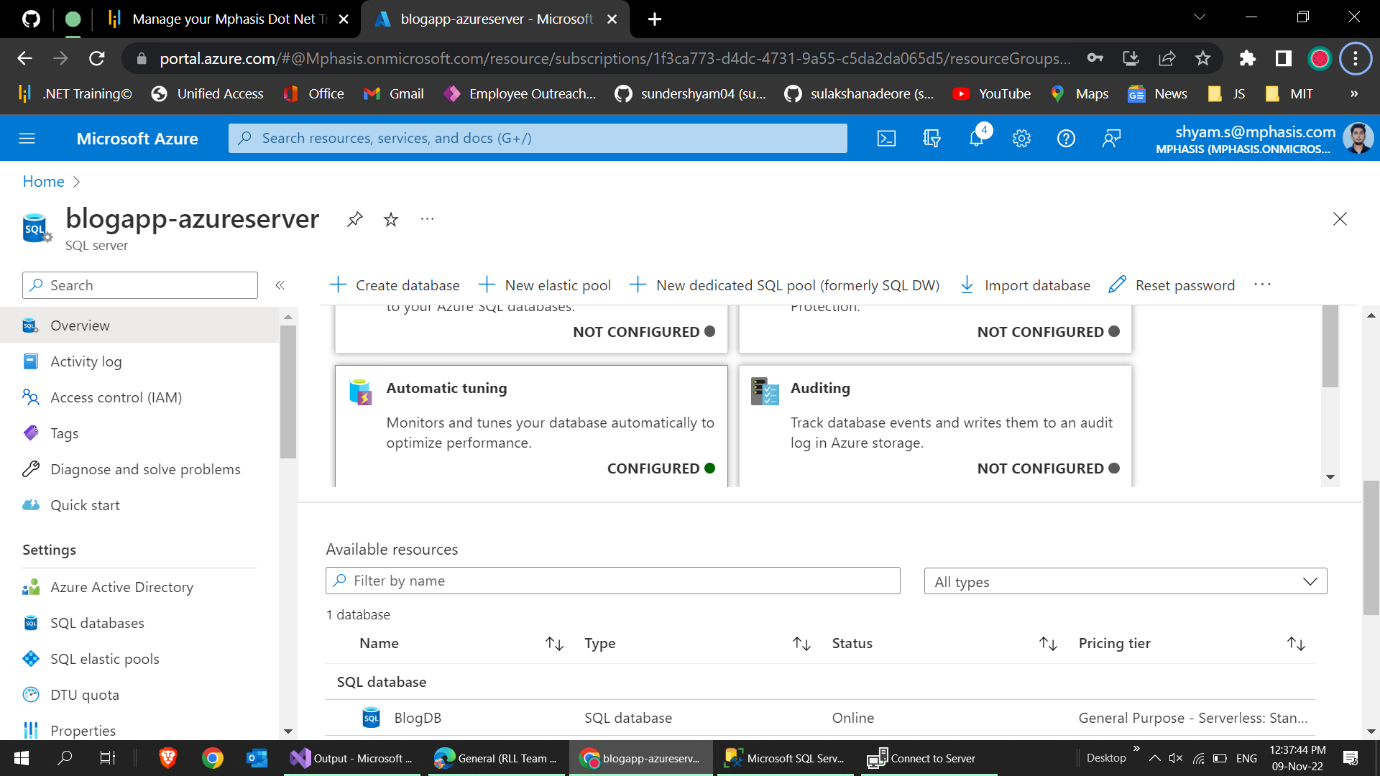 Manage your Mphasis Dot Net Tr
blogapp-azureserver - Microsoft
portal.azure.com/#@Mphasis.onmicrosoft.com/resource/subscriptions/1f3ca773-d4dc-4731-9a55-c5da2da065d5/resourceGroups...
.NET Training©
Unified Access
Office
Gmail
Employee Outreach...
sundershyam04 (su...
sulakshanadeore (s...
YouTube
Maps
News
JS
MIT
»
Microsoft Azure
Search resources, services, and docs (G+/)
4
shyam.s@mphasis.com
MPHASIS (MPHASIS.ONMICROS...
Home
blogapp-azureserver
SQL server
Search
«
Create database
New elastic pool
New dedicated SQL pool (formerly SQL DW)
Import database
Reset password
Overview
Activity log
Access control (IAM)
Tags
Diagnose and solve problems
Quick start
Settings
Azure Active Directory
SQL databases
SQL elastic pools
DTU quota
Properties
to your Azure SQL databases.
NOT CONFIGURED
Protection.
NOT CONFIGURED
Automatic tuning
Monitors and tunes your database automatically to
optimize performance.
CONFIGURED
Auditing
Track database events and writes them to an audit
log in Azure storage.
NOT CONFIGURED
Available resources
Filter by name
All types
1 database
Name
Type
Status
Pricing tier
SQL database
BlogDB
SQL database
Online
General Purpose - Serverless: Stan...
Output - Microsoft ...
General (RLL Team ...
blogapp-azureserv...
Microsoft SQL Serv...
Connect to Server
Desktop
»
ENG
12:37:44 PM
09-Nov-22